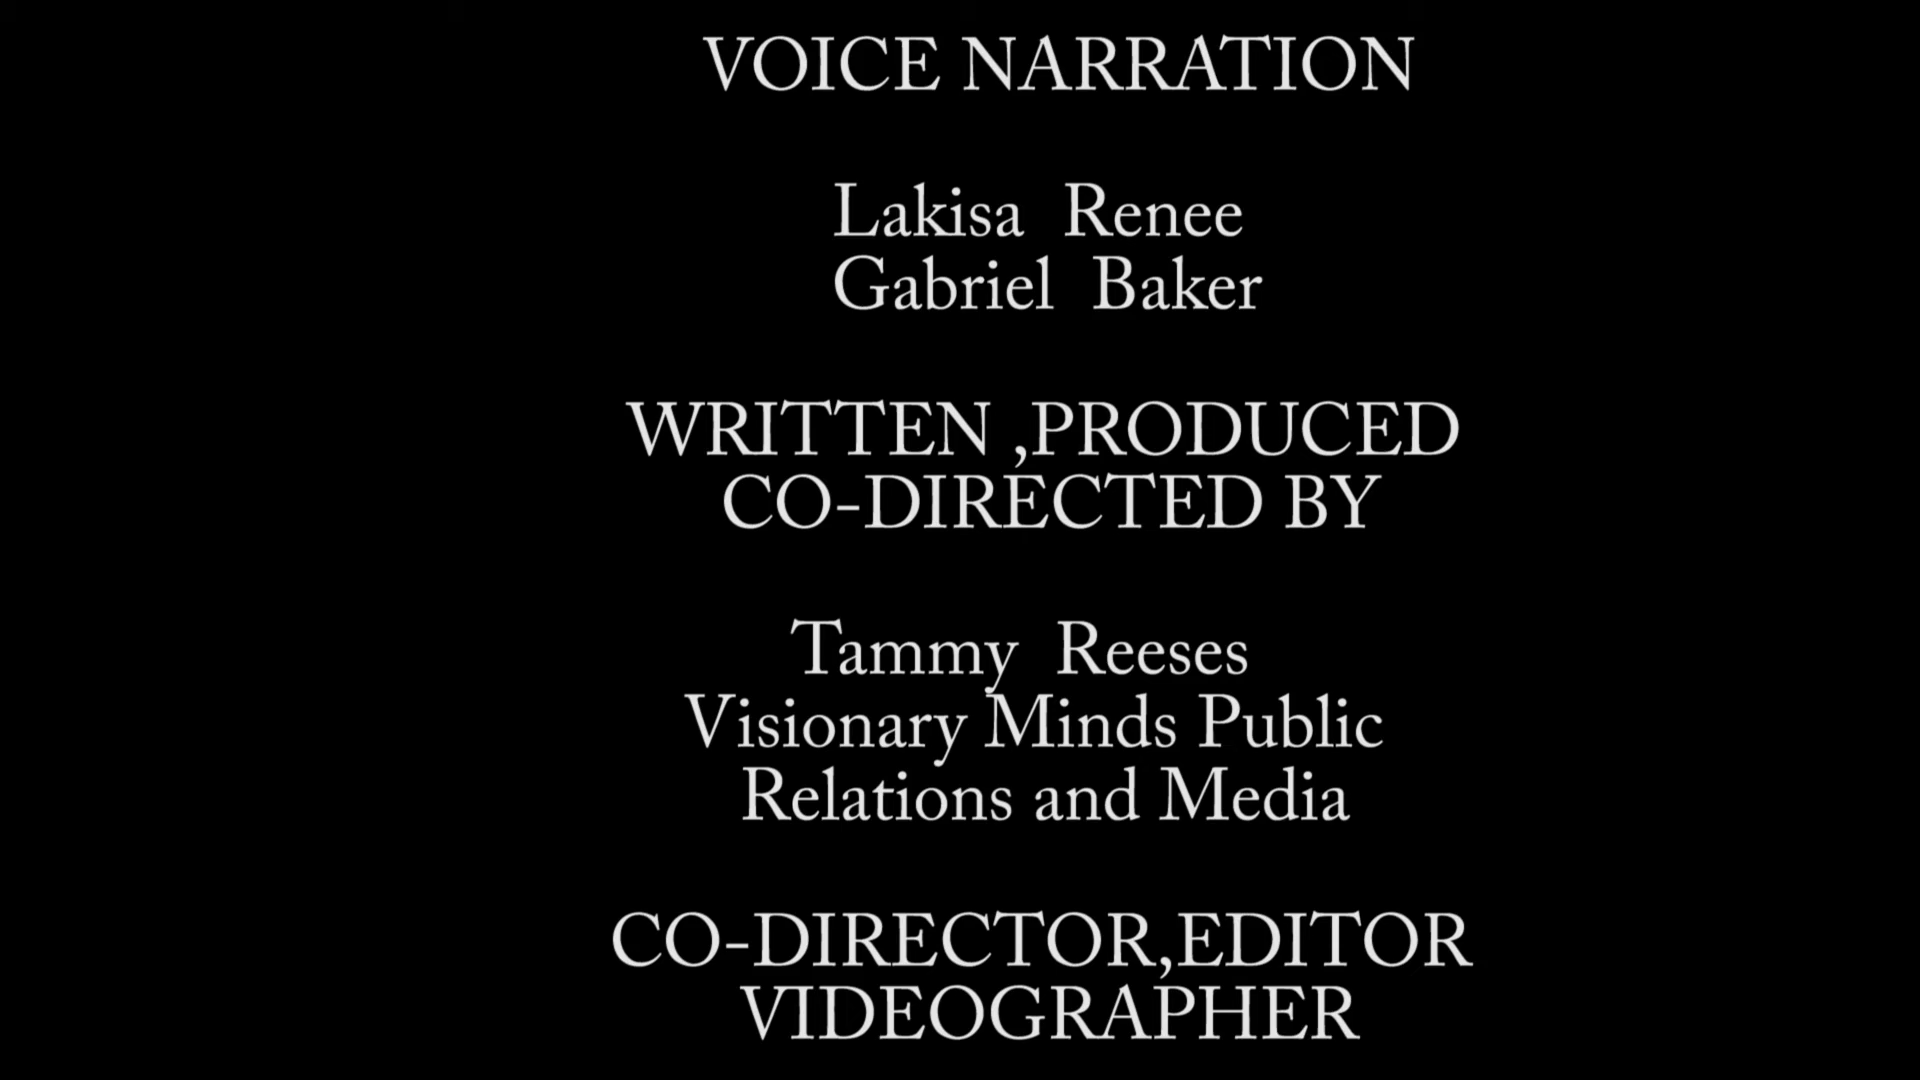 VOICE NARRATION
Lakisa Renee
Gabriel Baker
WRITTEN ,PRODUCED
CO-DIRECTED BY
Tammy Reeses
Visionary Minds Public
Relations and Media
CO-DIRECTOR,EDITOR
VIDEOGRAPHER